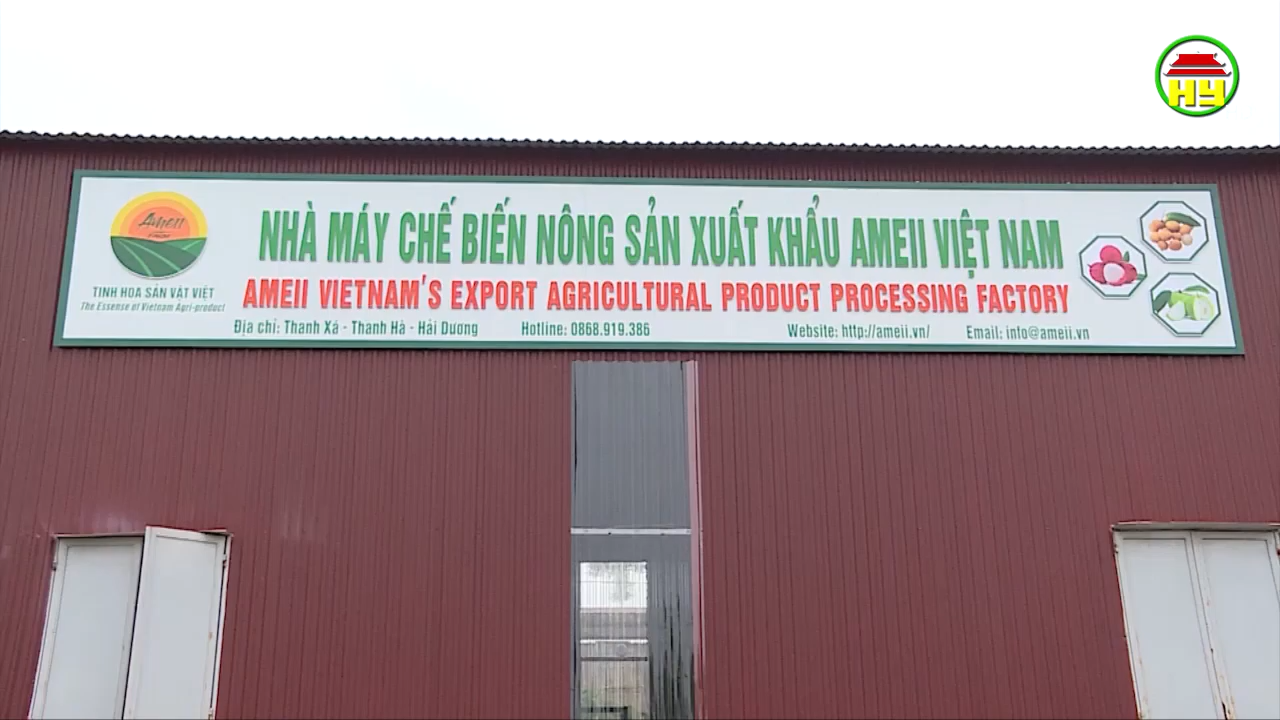 HY
Ameii
NHÀ MÁY CHẾ BIẾN NÔNG SẢN XUẤT KHẨU AMEII VIỆT NAM
AMEII VIETNAM'S EXPORT AGRICULTURAL PRODUCT PROCESSING FACTORY
TINH HOA SẢN VẬT VIỆT
The Essence of Vietnam Agri-product
Địa chỉ: Thanh Xá - Thanh Hà - Hải Dương Hotline: 0868.919.386 Website: http://ameii.vn/ Email: info@ameii.vn